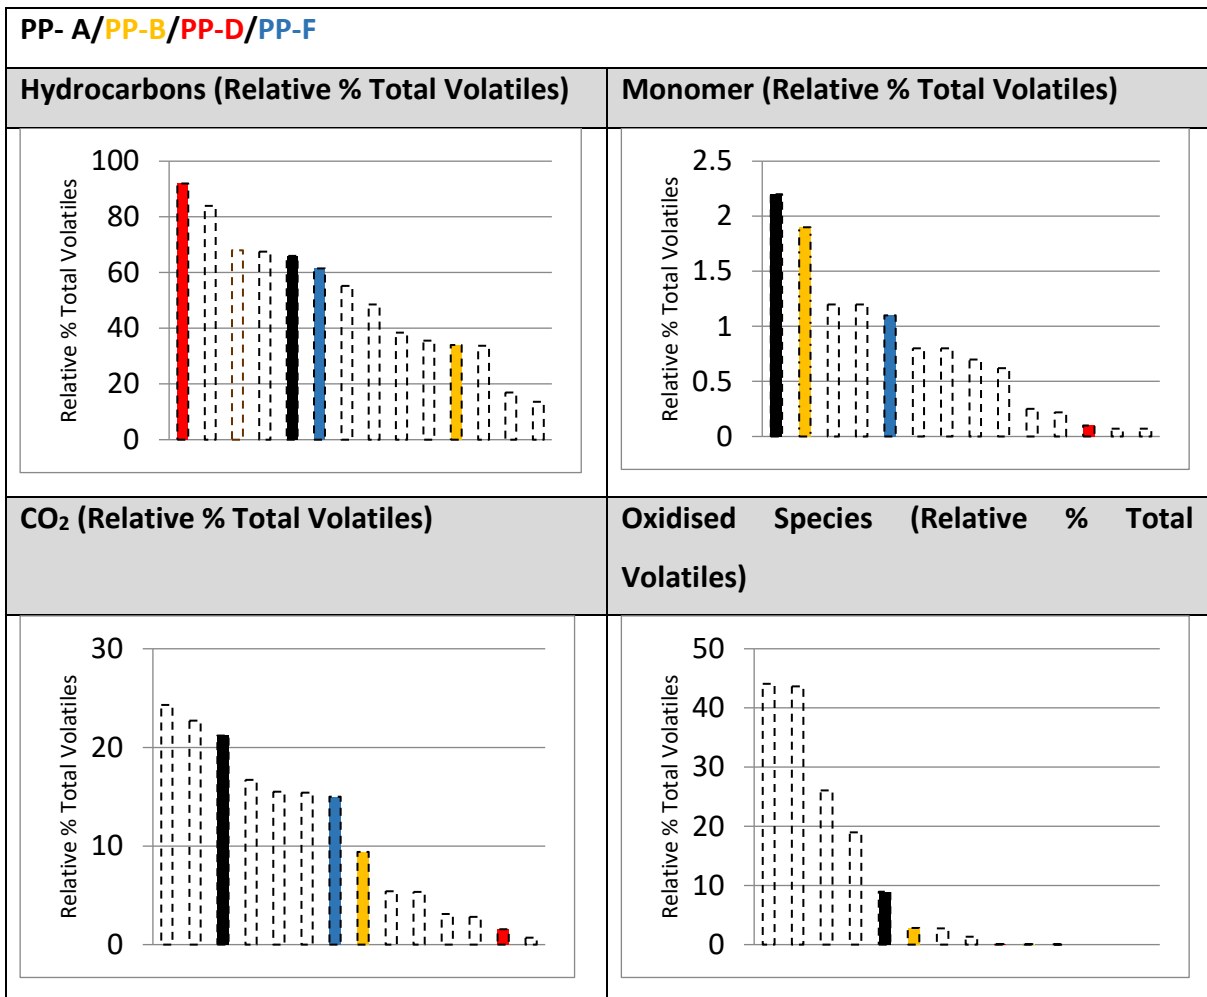 PP- A/PP-B/PP-D/PP-F
Hydrocarbons (Relative % Total Volatiles)
Monomer (Relative % Total Volatiles)
Relative % Total Volatiles
100
80
60
40
20
0
Relative % Total Volatiles
2.5
2
1.5
1
0.5
0
CO₂ (Relative % Total Volatiles)
Oxidised Species (Relative % Total
Volatiles)
Relative % Total Volatiles
30
20
10
0
Relative % Total Volatiles
50
40
30
20
10
0